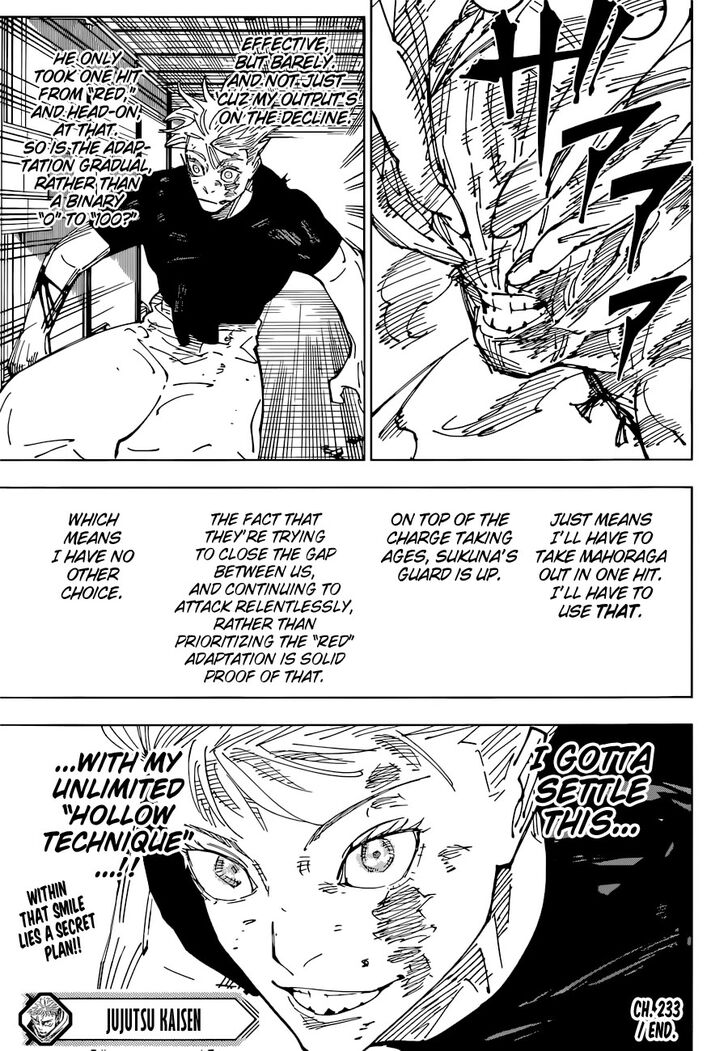 ザアアア
EFFECTIVE,
BUT BARELY.
AND NOT JUST
CUZ MY OUTPUT'S
ON THE DECLINE.
HE ONLY
TOOK ONE HIT
FROM "RED."
AND HEAD-ON,
AT THAT.
SO IS THE ADAP-
TATION GRADUAL,
RATHER THAN
A BINARY
"0" TO "100?"
JUST MEANS
I'LL HAVE TO
TAKE MAHORAGA
OUT IN ONE HIT.
I'LL HAVE TO
USE THAT.
ON TOP OF THE
CHARGE TAKING
AGES, SUKUNA'S
GUARD IS UP.
THE FACT THAT
THEY'RE TRYING
TO CLOSE THE GAP
BETWEEN US,
AND CONTINUING TO
ATTACK RELENTLESSLY,
RATHER THAN
PRIORITIZING THE "RED"
ADAPTATION IS SOLID
PROOF OF THAT.
WHICH
MEANS
I HAVE NO
OTHER
CHOICE.
I GOTTA
SETTLE
THIS...
...WITH MY
UNLIMITED
"HOLLOW
TECHNIQUE"
...!!
WITHIN
THAT SMILE
LIES A SECRET
PLAN!!
JUJUTSU KAISEN
CH. 233
/ END.